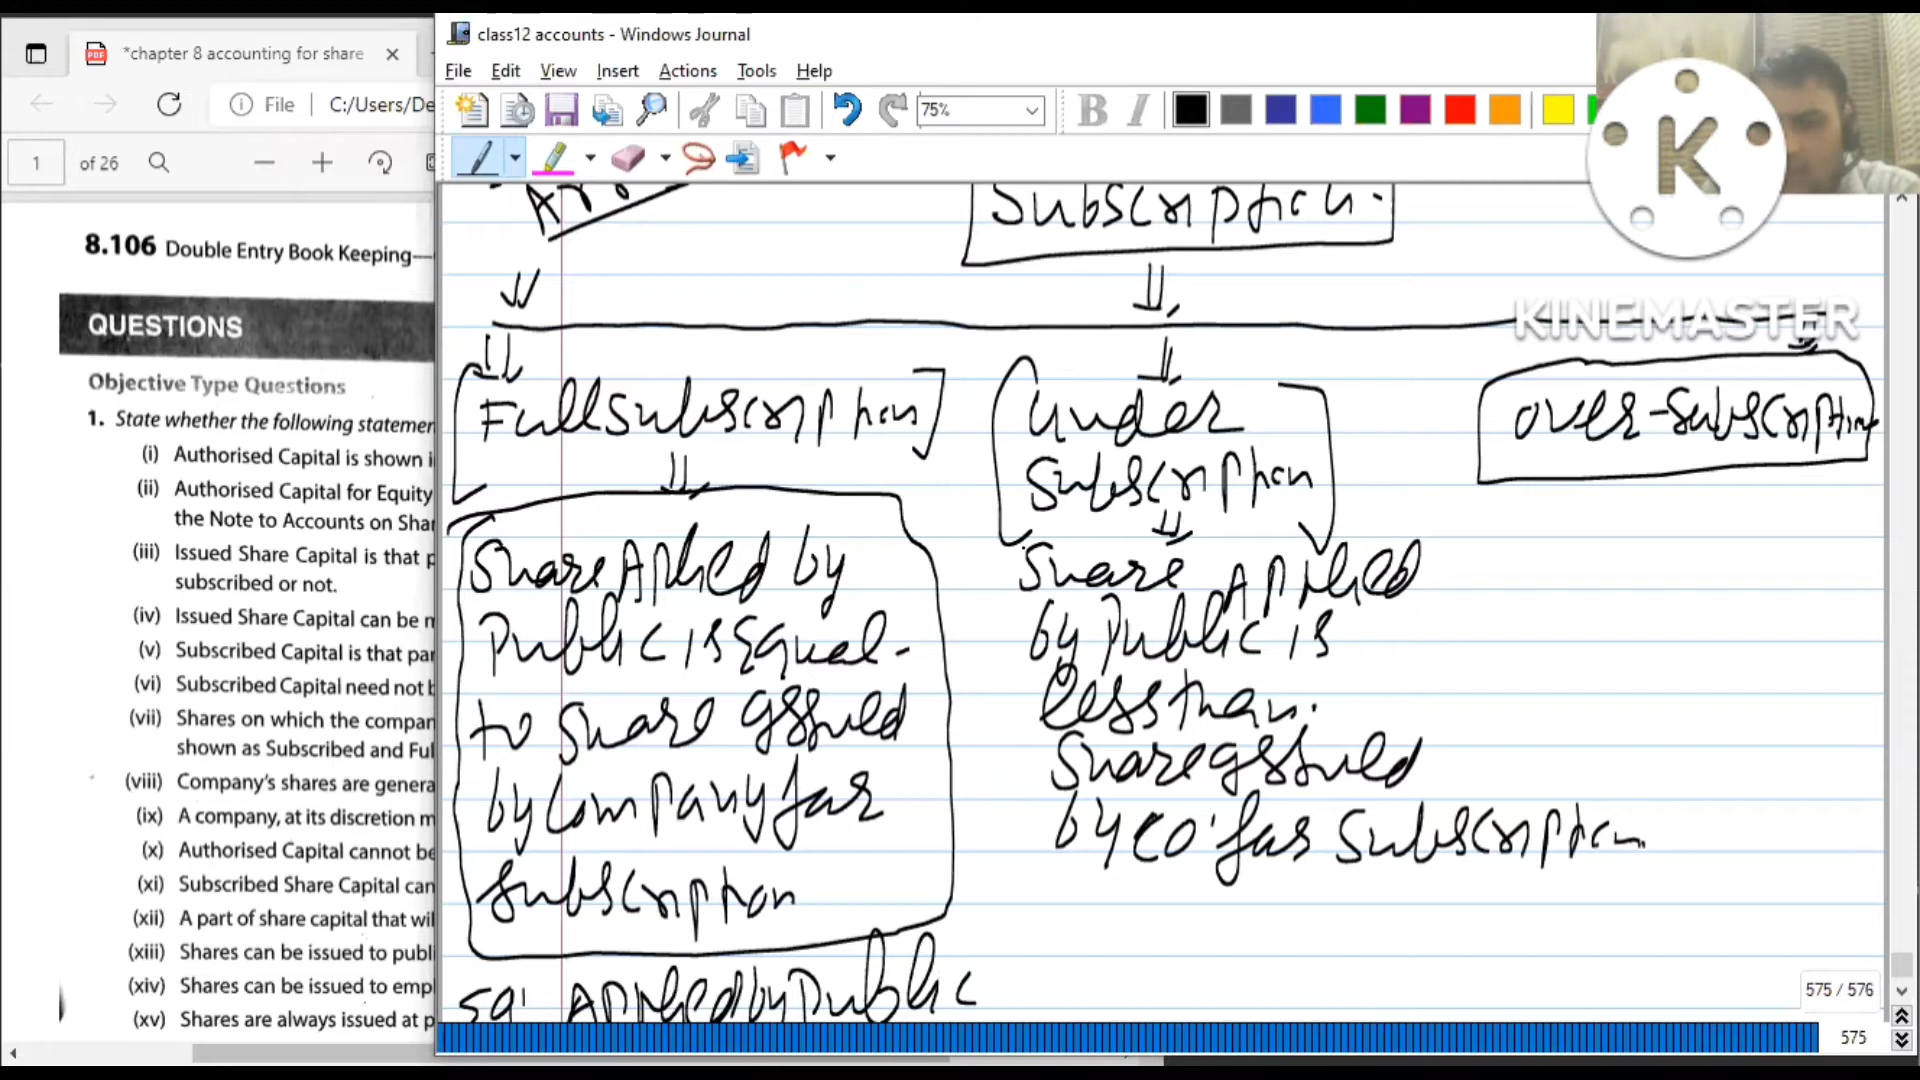 class12 accounts - Windows Journal
*chapter 8 accounting for share
File Edit View Insert Actions Tools Help
File C:/Users/De
75%
B I
1 of 26
K
KINEMASTER
8.106 Double Entry Book Keeping—
QUESTIONS
Objective Type Questions
1. State whether the following statemen
(i) Authorised Capital is shown i
(ii) Authorised Capital for Equity
the Note to Accounts on Shar
(iii) Issued Share Capital is that p
subscribed or not.
(iv) Issued Share Capital can be m
(v) Subscribed Capital is that par
(vi) Subscribed Capital need not b
(vii) Shares on which the compan
shown as Subscribed and Ful
(viii) Company's shares are genera
(ix) A company, at its discretion m
(x) Authorised Capital cannot be
(xi) Subscribed Share Capital can
(xii) A part of share capital that wil
(xiii) Shares can be issued to publi
(xiv) Shares can be issued to empl
(xv) Shares are always issued at p
Subscription.
Full Subscription
Share Applied by
Public is Equal
to share issued
by Company for
Subscription
Applied by Public
Under
Subscription
Share Applied
by Public is
less than.
Share issued
by Co. for Subscription
Over-Subscription
575 / 576
575